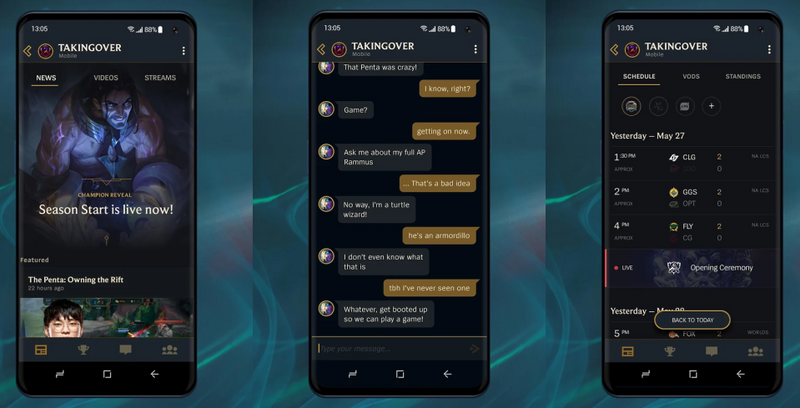 13:05
88%
TAKINGOVER
Mobile
NEWS
VIDEOS
STREAMS
CHAMPION REVEAL
Season Start is live now!
Featured
The Penta: Owning the Rift
22 hours ago
13:05
88%
TAKINGOVER
Mobile
That Penta was crazy!
I know, right?
Game?
getting on now.
Ask me about my full AP
Rammus
... That's a bad idea
No way, I'm a turtle
wizard!
he's an armordillo
I don't even know what
that is
tbh I've never seen one
Whatever, get booted up
so we can play a game!
Type your message...
13:05
88%
TAKINGOVER
Mobile
SCHEDULE
VODS
STANDINGS
+
Yesterday – May 27
1:30 PM
CLG
2
NA LCS
APPROX
0
2 PM
GGS
2
NA LCS
APPROX
OPT
0
4 PM
FLY
2
NA LCS
APPROX
CG
0
LIVE
Opening Ceremony
Yesterday –
BACK TO TODAY
5 PM
FOX
2
WORLDS